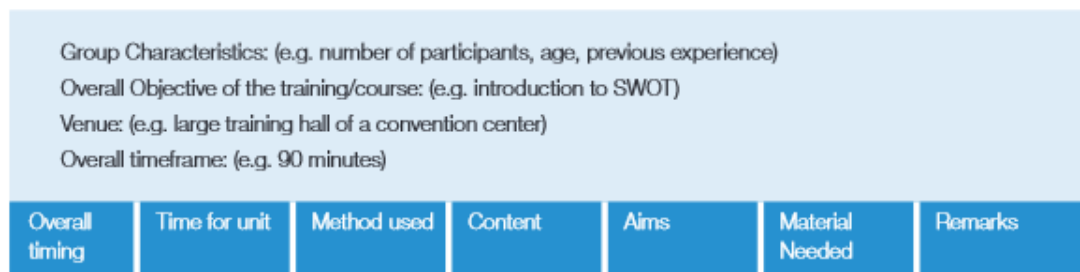 Group Characteristics: (e.g. number of participants, age, previous experience)
Overall Objective of the training/course: (e.g. introduction to SWOT)
Venue: (e.g. large training hall of a convention center)
Overall timeframe: (e.g. 90 minutes)
Overall timing
Time for unit
Method used
Content
Aims
Material Needed
Remarks